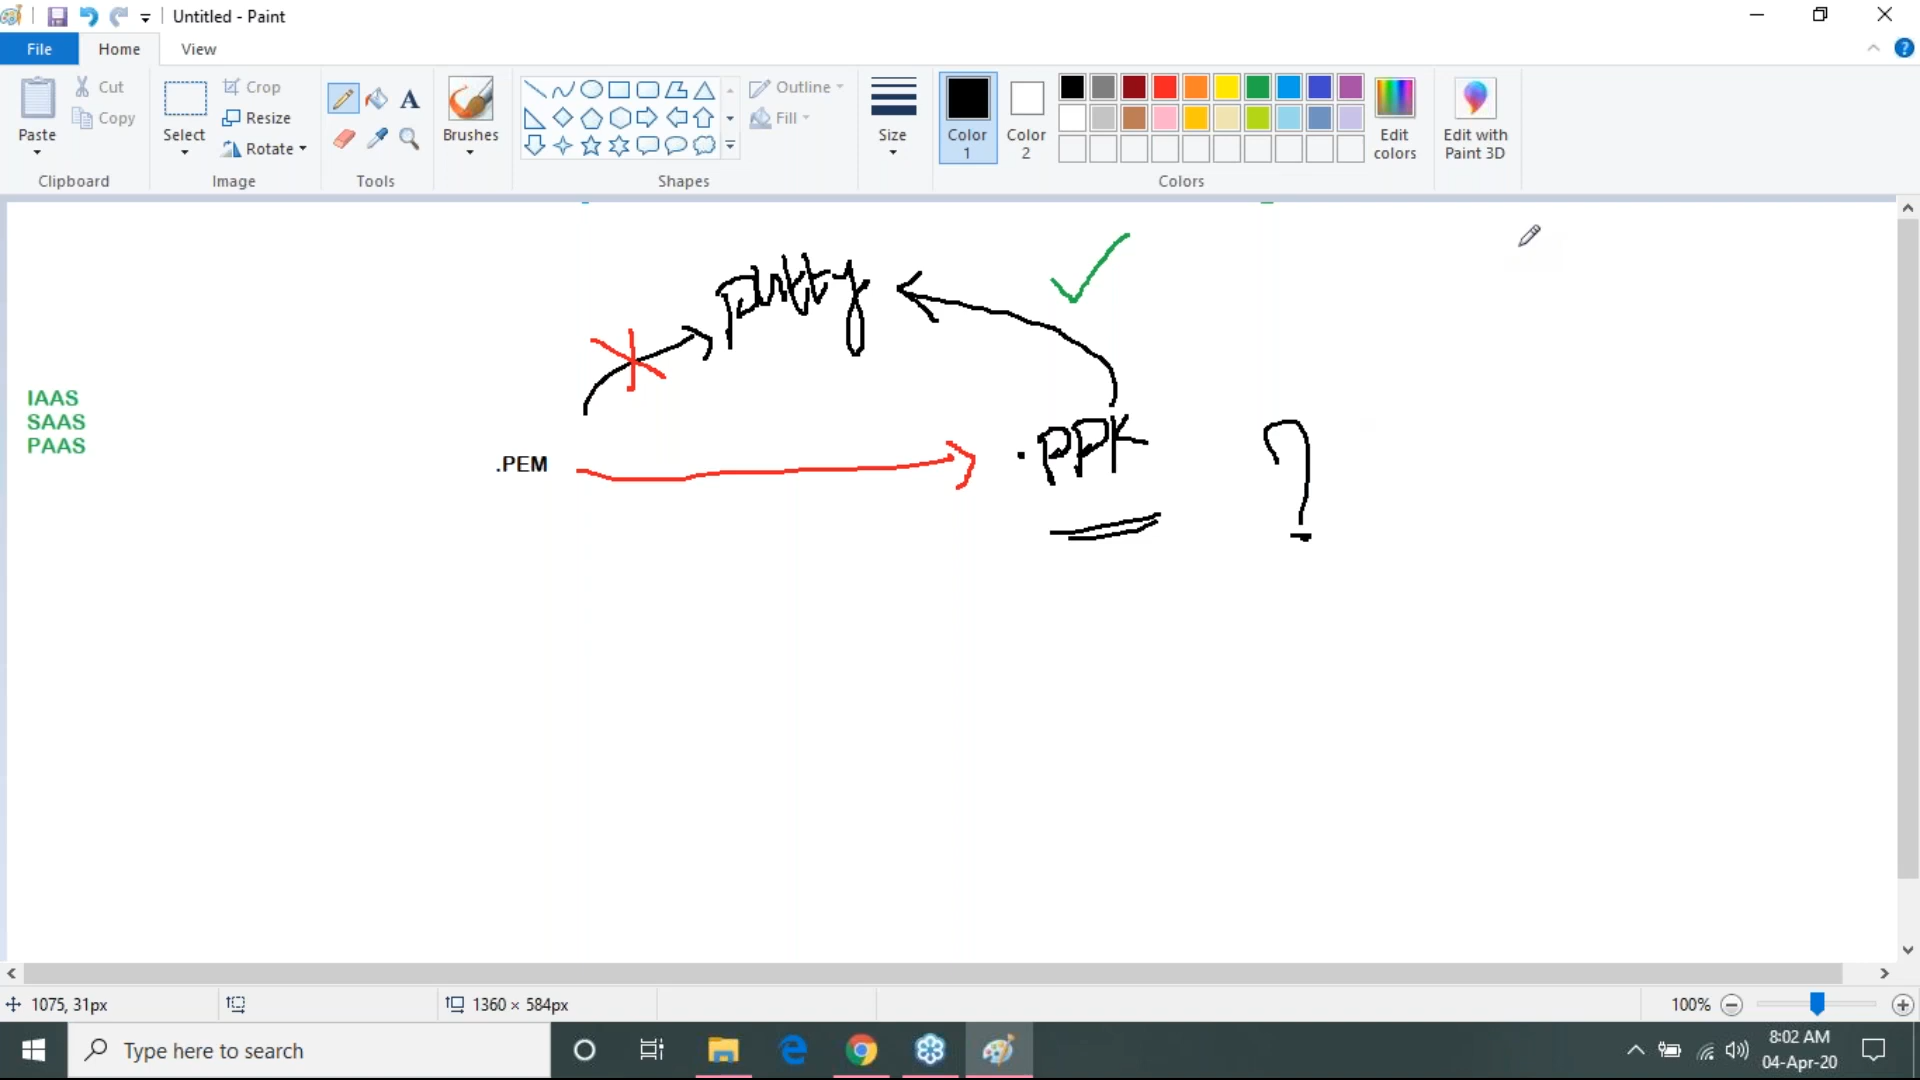 Untitled - Paint
File Home View
Paste
Cut
Copy
Clipboard
Select
Crop
Resize
Rotate
Image
Tools
Brushes
Shapes
Outline
Fill
Size
Color 1
Color 2
Edit colors
Colors
Edit with Paint 3D
putty
IAAS
SAAS
PAAS
.PEM
.PPK
?
1075, 31px
1360 × 584px
100%
Type here to search
8:02 AM
04-Apr-20